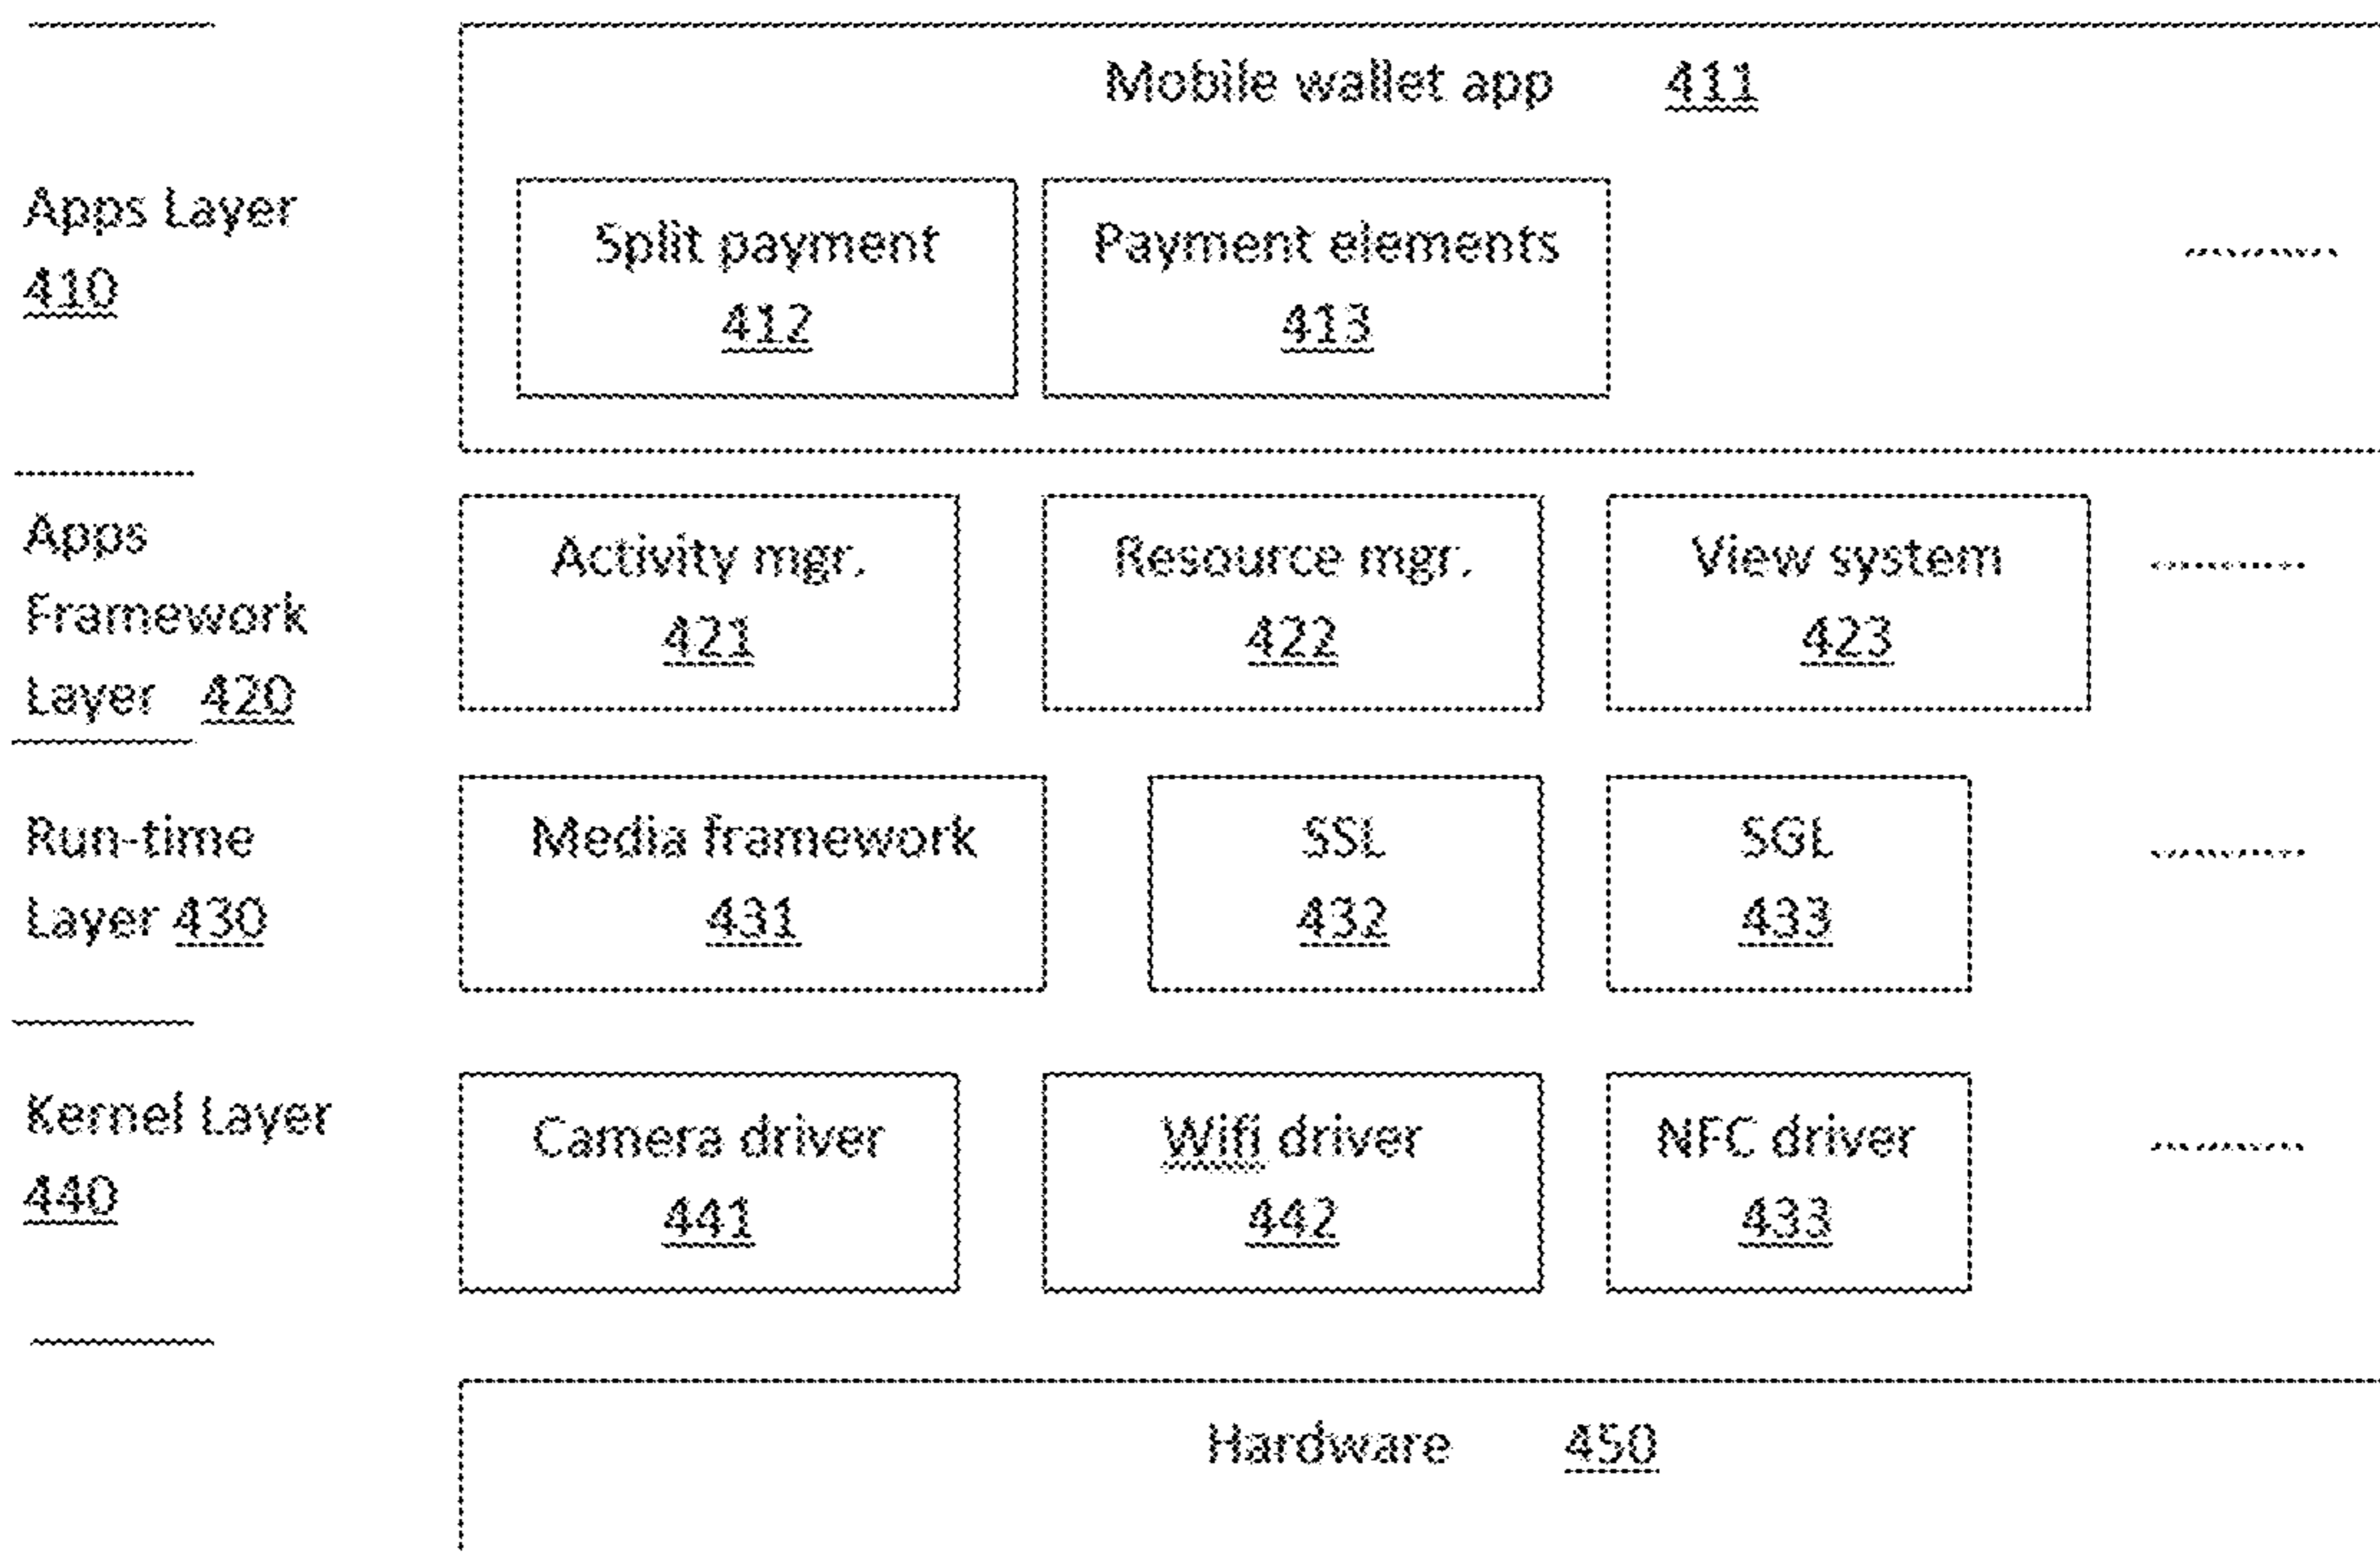 Mobile wallet app 411
Apps Layer
410
Split payment
412
Payment elements
413
Apps
Framework
Layer 420
Activity mgr.
421
Resource mgr.
422
View system
423
Run-time
Layer 430
Media framework
431
SSL
432
SGL
433
Kernel Layer
440
Camera driver
441
Wifi driver
442
NFC driver
433
Hardware 450